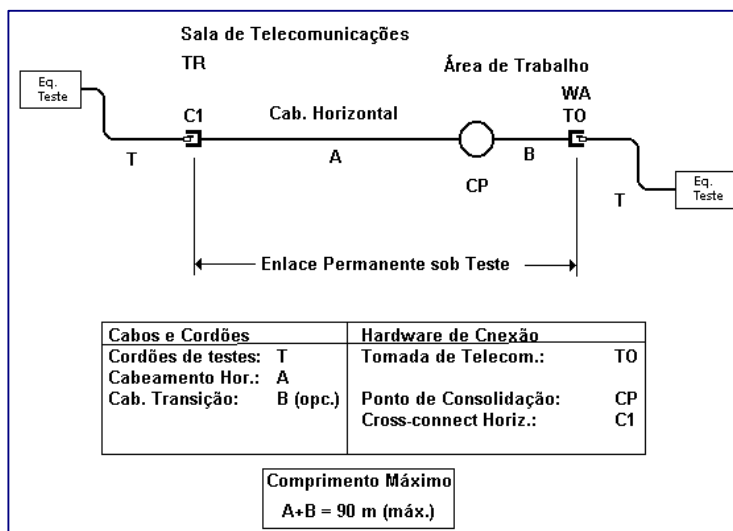 Sala de Telecomunicações
TR
Área de Trabalho
WA
TO
Eq.
Teste
C1
Cab. Horizontal
T
A
B
CP
T
Eq.
Teste
Enlace Permanente sob Teste
Cabos e Cordões
Cordões de testes: T
Cabeamento Hor.: A
Cab. Transição: B (opc.)
Hardware de Cnexão
Tomada de Telecom.: TO
Ponto de Consolidação: CP
Cross-connect Horiz.: C1
Comprimento Máximo
A+B = 90 m (máx.)